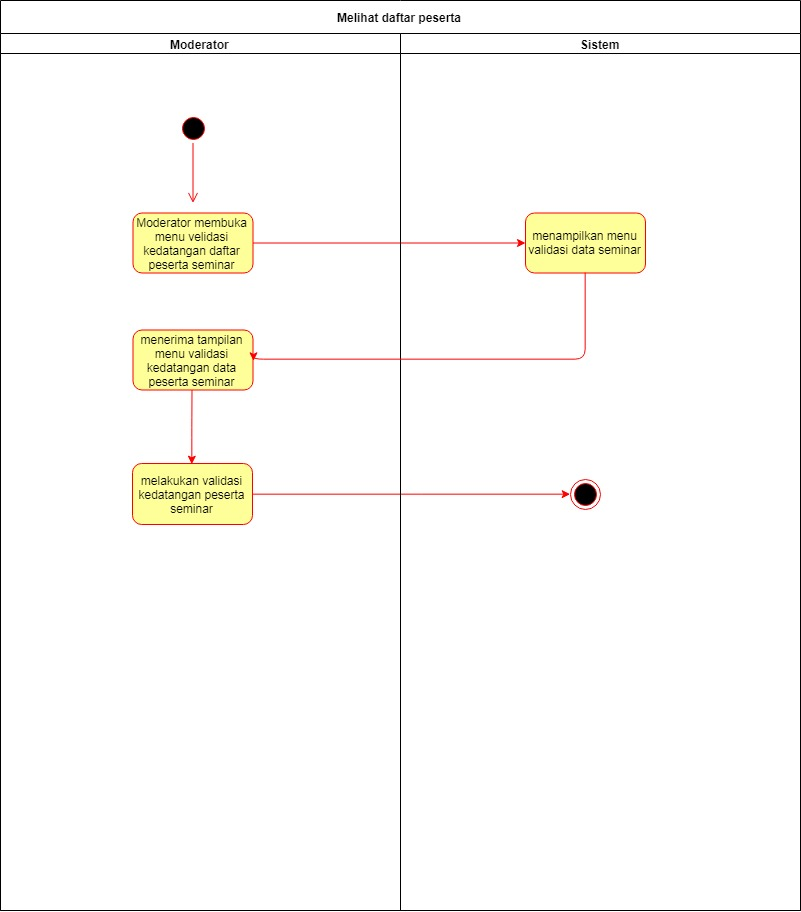 Melihat daftar peserta
Moderator
Sistem
Moderator membuka
menu velidasi
kedatangan daftar
peserta seminar
menampilkan menu
validasi data seminar
menerima tampilan
menu validasi
kedatangan data
peserta seminar
melakukan validasi
kedatangan peserta
seminar